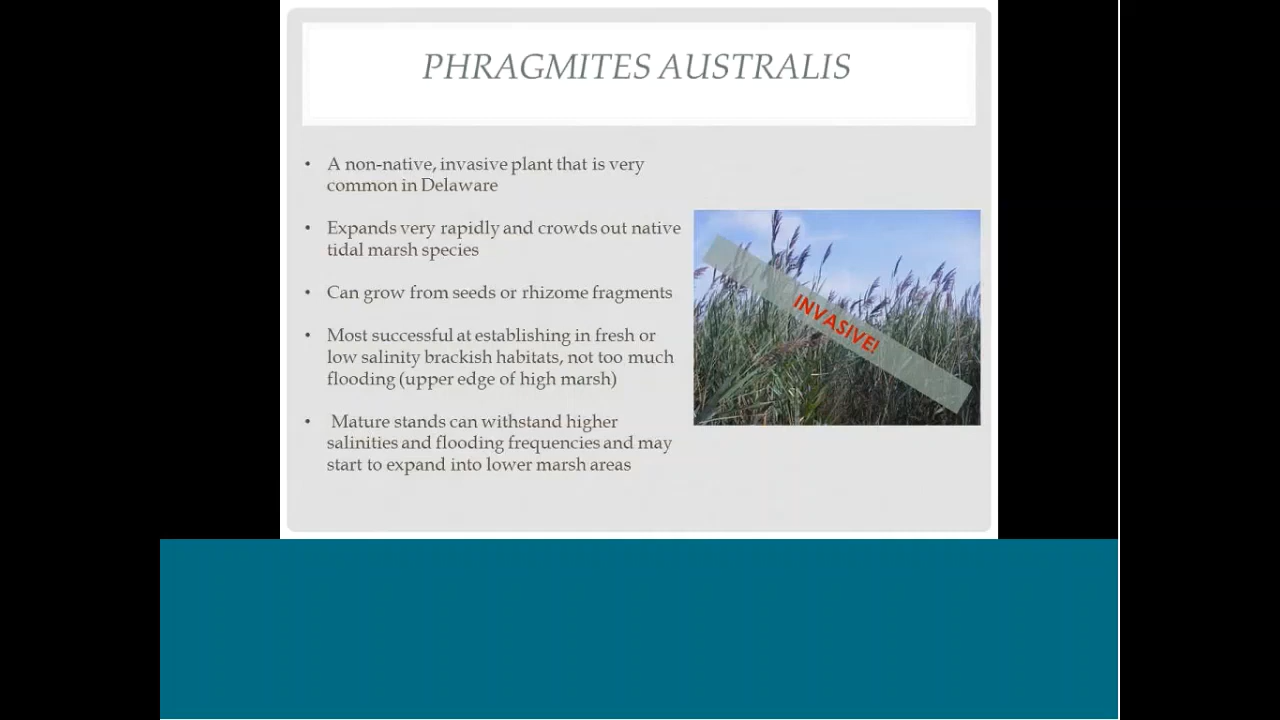 PHRAGMITES AUSTRALIS
• A non-native, invasive plant that is very
common in Delaware
• Expands very rapidly and crowds out native
tidal marsh species
• Can grow from seeds or rhizome fragments
• Most successful at establishing in fresh or
low salinity brackish habitats, not too much
flooding (upper edge of high marsh)
• Mature stands can withstand higher
salinities and flooding frequencies and may
start to expand into lower marsh areas
INVASIVE!